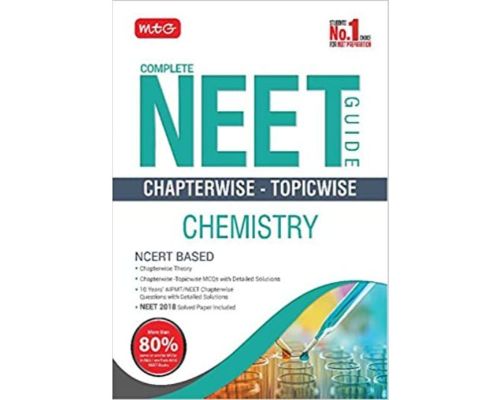 mtG
STUDENTS'
No.1 CHOICE
FOR NEET PREPARATION
COMPLETE
NEET
GUIDE
CHAPTERWISE - TOPICWISE
CHEMISTRY
NCERT BASED
• Chapterwise Theory
• Chapterwise-Topicwise MCQs with Detailed Solutions
• 10 Years' AIPMT/NEET Chapterwise
Questions with Detailed Solutions
• NEET 2018 Solved Paper Included
More than
80%